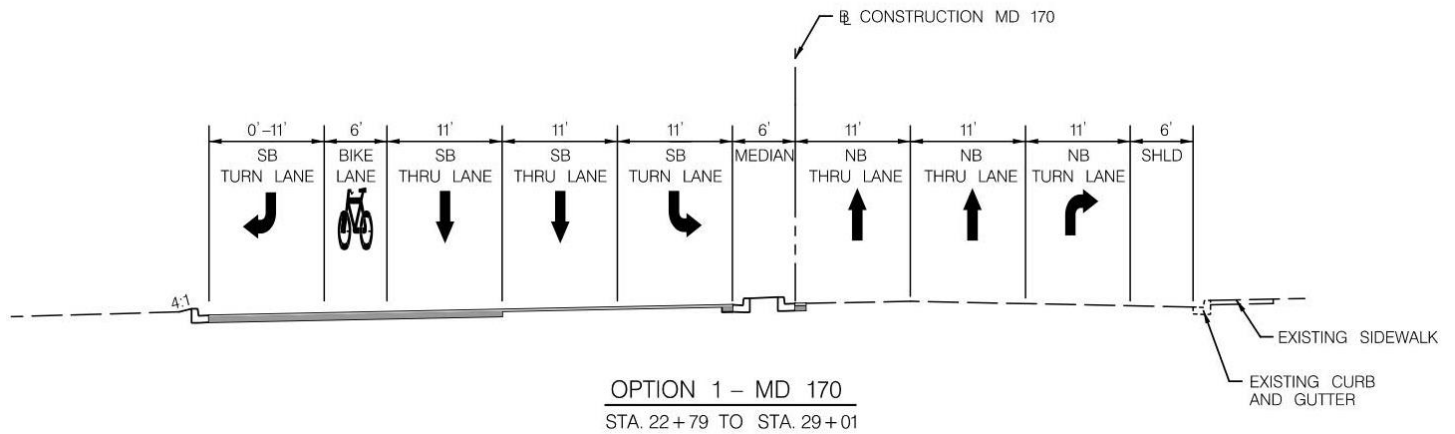 ℄ CONSTRUCTION MD 170
0'-11' 6' 11' 11' 11' 6' 11' 11' 11' 6'
SB BIKE SB SB SB MEDIAN NB NB NB SHLD
TURN LANE LANE THRU LANE THRU LANE TURN LANE THRU LANE THRU LANE TURN LANE
4:1
EXISTING SIDEWALK
EXISTING CURB
AND GUTTER
OPTION 1 – MD 170
STA. 22+79 TO STA. 29+01